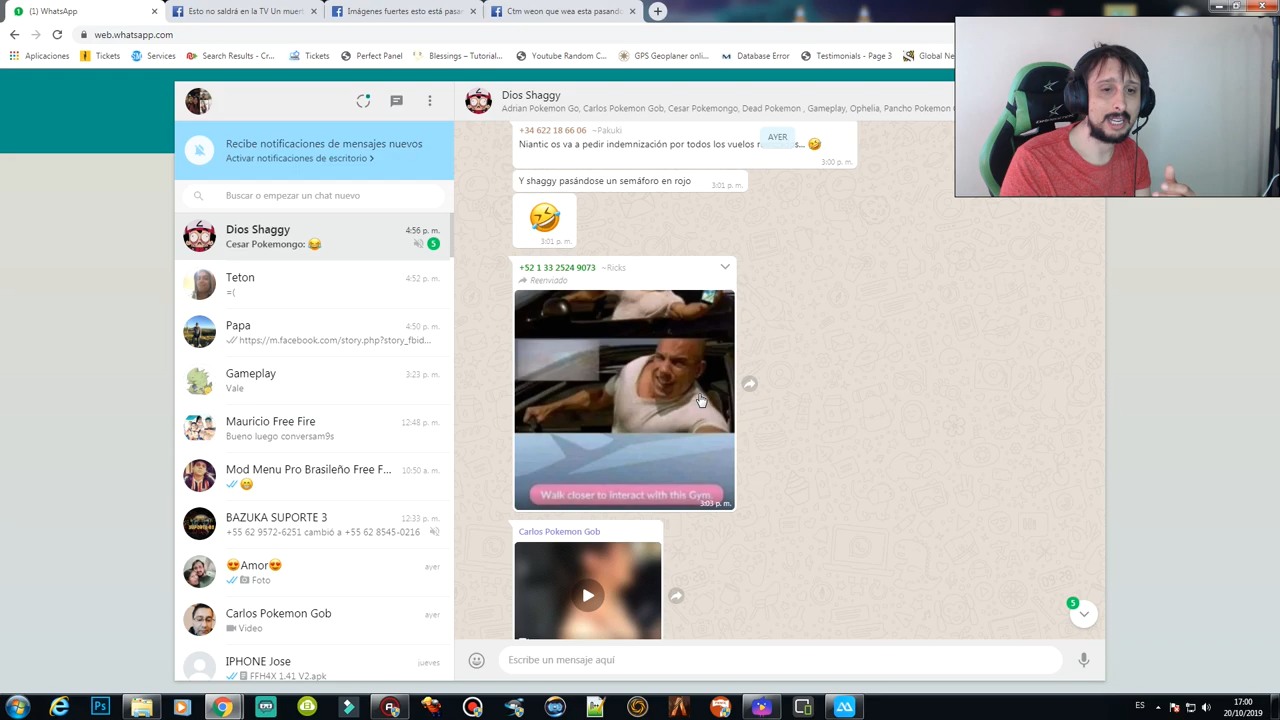 (1) WhatsApp
Esto no saldrá en la TV Un muert
Imágenes fuertes esto está pasan
Ctm weon que wea esta pasando
web.whatsapp.com
Aplicaciones
Tickets
Services
Search Results - Cr...
Tickets
Perfect Panel
Blessings – Tutorial...
Youtube Random C...
GPS Geoplaner onli...
Database Error
Testimonials - Page 3
Global Ne
Recibe notificaciones de mensajes nuevos
Activar notificaciones de escritorio >
Buscar o empezar un chat nuevo
Dios Shaggy
4:56 p. m.
Cesar Pokemongo: 😂
5
Teton
4:52 p. m.
=(
Papa
4:50 p. m.
https://m.facebook.com/story.php?story_fbid...
Gameplay
3:23 p. m.
Vale
Mauricio Free Fire
12:48 p. m.
Bueno luego conversam9s
Mod Menu Pro Brasileño Free F...
10:50 a. m.
😁
BAZUKA SUPORTE 3
12:33 p. m.
+55 62 9572-6251 cambió a +55 62 8545-0216
😍Amor😍
ayer
Foto
Carlos Pokemon Gob
ayer
Video
IPHONE Jose
jueves
FFH4X 1.41 V2.apk
Dios Shaggy
Adrian Pokemon Go, Carlos Pokemon Gob, Cesar Pokemongo, Dead Pokemon , Gameplay, Ophelia, Pancho Pokemon
+34 622 18 66 06 ~Pakuki
AYER
Niantic os va a pedir indemnización por todos los vuelos ... 🤣
3:00 p. m.
Y shaggy pasándose un semáforo en rojo
3:01 p. m.
🤣
3:01 p. m.
+52 1 33 2524 9073 ~Ricks
Reenviado
Walk closer to interact with this Gym.
3:03 p. m.
Carlos Pokemon Gob
5
Escribe un mensaje aquí
ES
17:00
20/10/2019